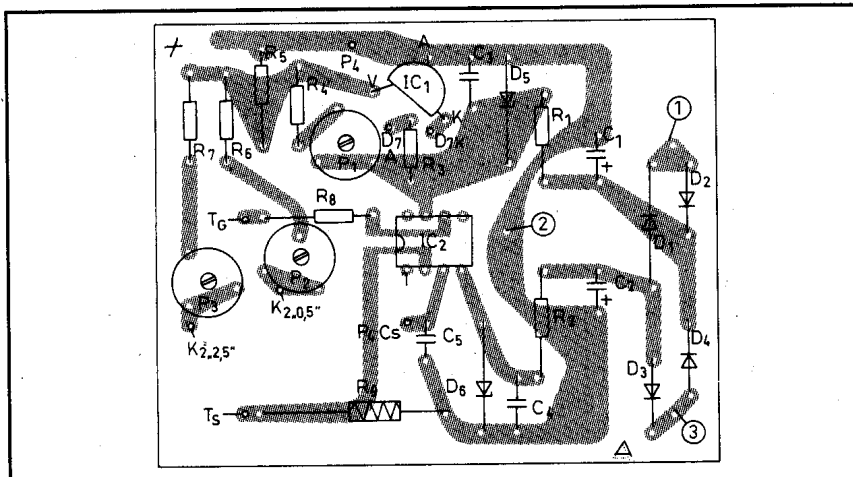 R5
P4
A
C3
D5
R4
V
IC1
K
R1
C1
1
D7
D7K
R7
R6
P1
A
R3
+
D2
TG
R8
IC2
2
D1
P2
P3
K2„0,5"
C2
+
K2„2,5"
Cs
C5
R2
D3
D4
D6
C4
TS
R9
3